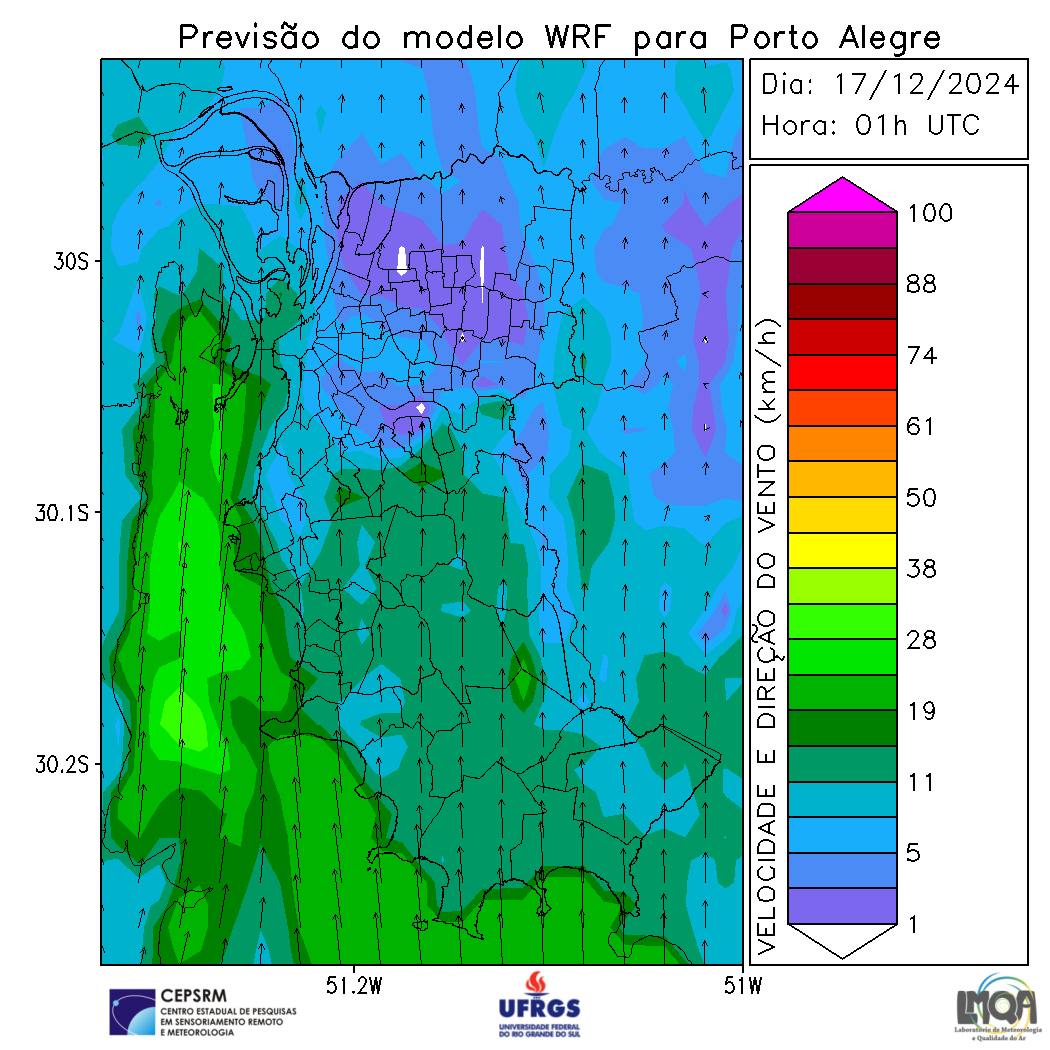 Previsão do modelo WRF para Porto Alegre
Dia: 17/12/2024
Hora: 01h UTC
30S
30.1S
30.2S
51.2W
51W
VELOCIDADE E DIREÇÃO DO VENTO (km/h)
100
88
74
61
50
38
28
19
11
5
1
CEPSRM
CENTRO ESTADUAL DE PESQUISAS
EM SENSORIAMENTO REMOTO
E METEOROLOGIA
UFRGS
UNIVERSIDADE FEDERAL
DO RIO GRANDE DO SUL
LMQA
Laboratório de Meteorologia
e Qualidade do Ar